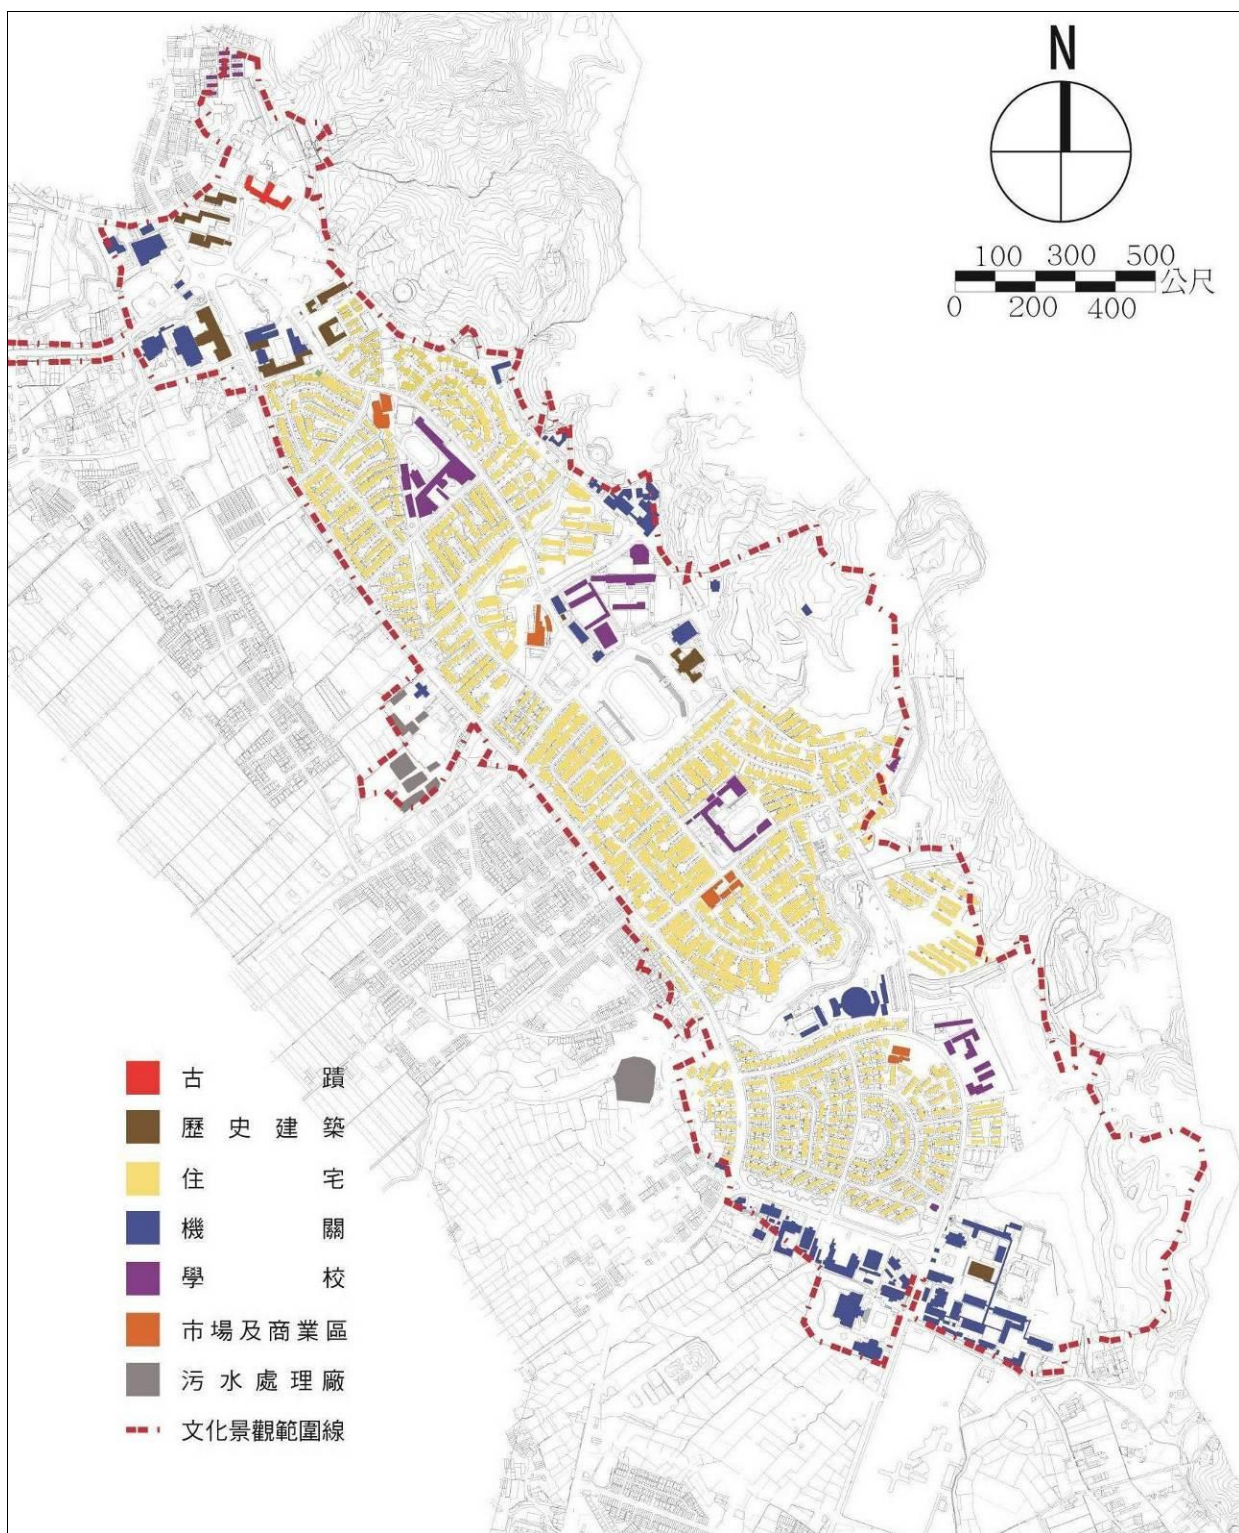 N
100 300 500
公尺
0 200 400
古蹟
歷史建築
住宅
機關
學校
市場及商業區
污水處理廠
文化景觀範圍線